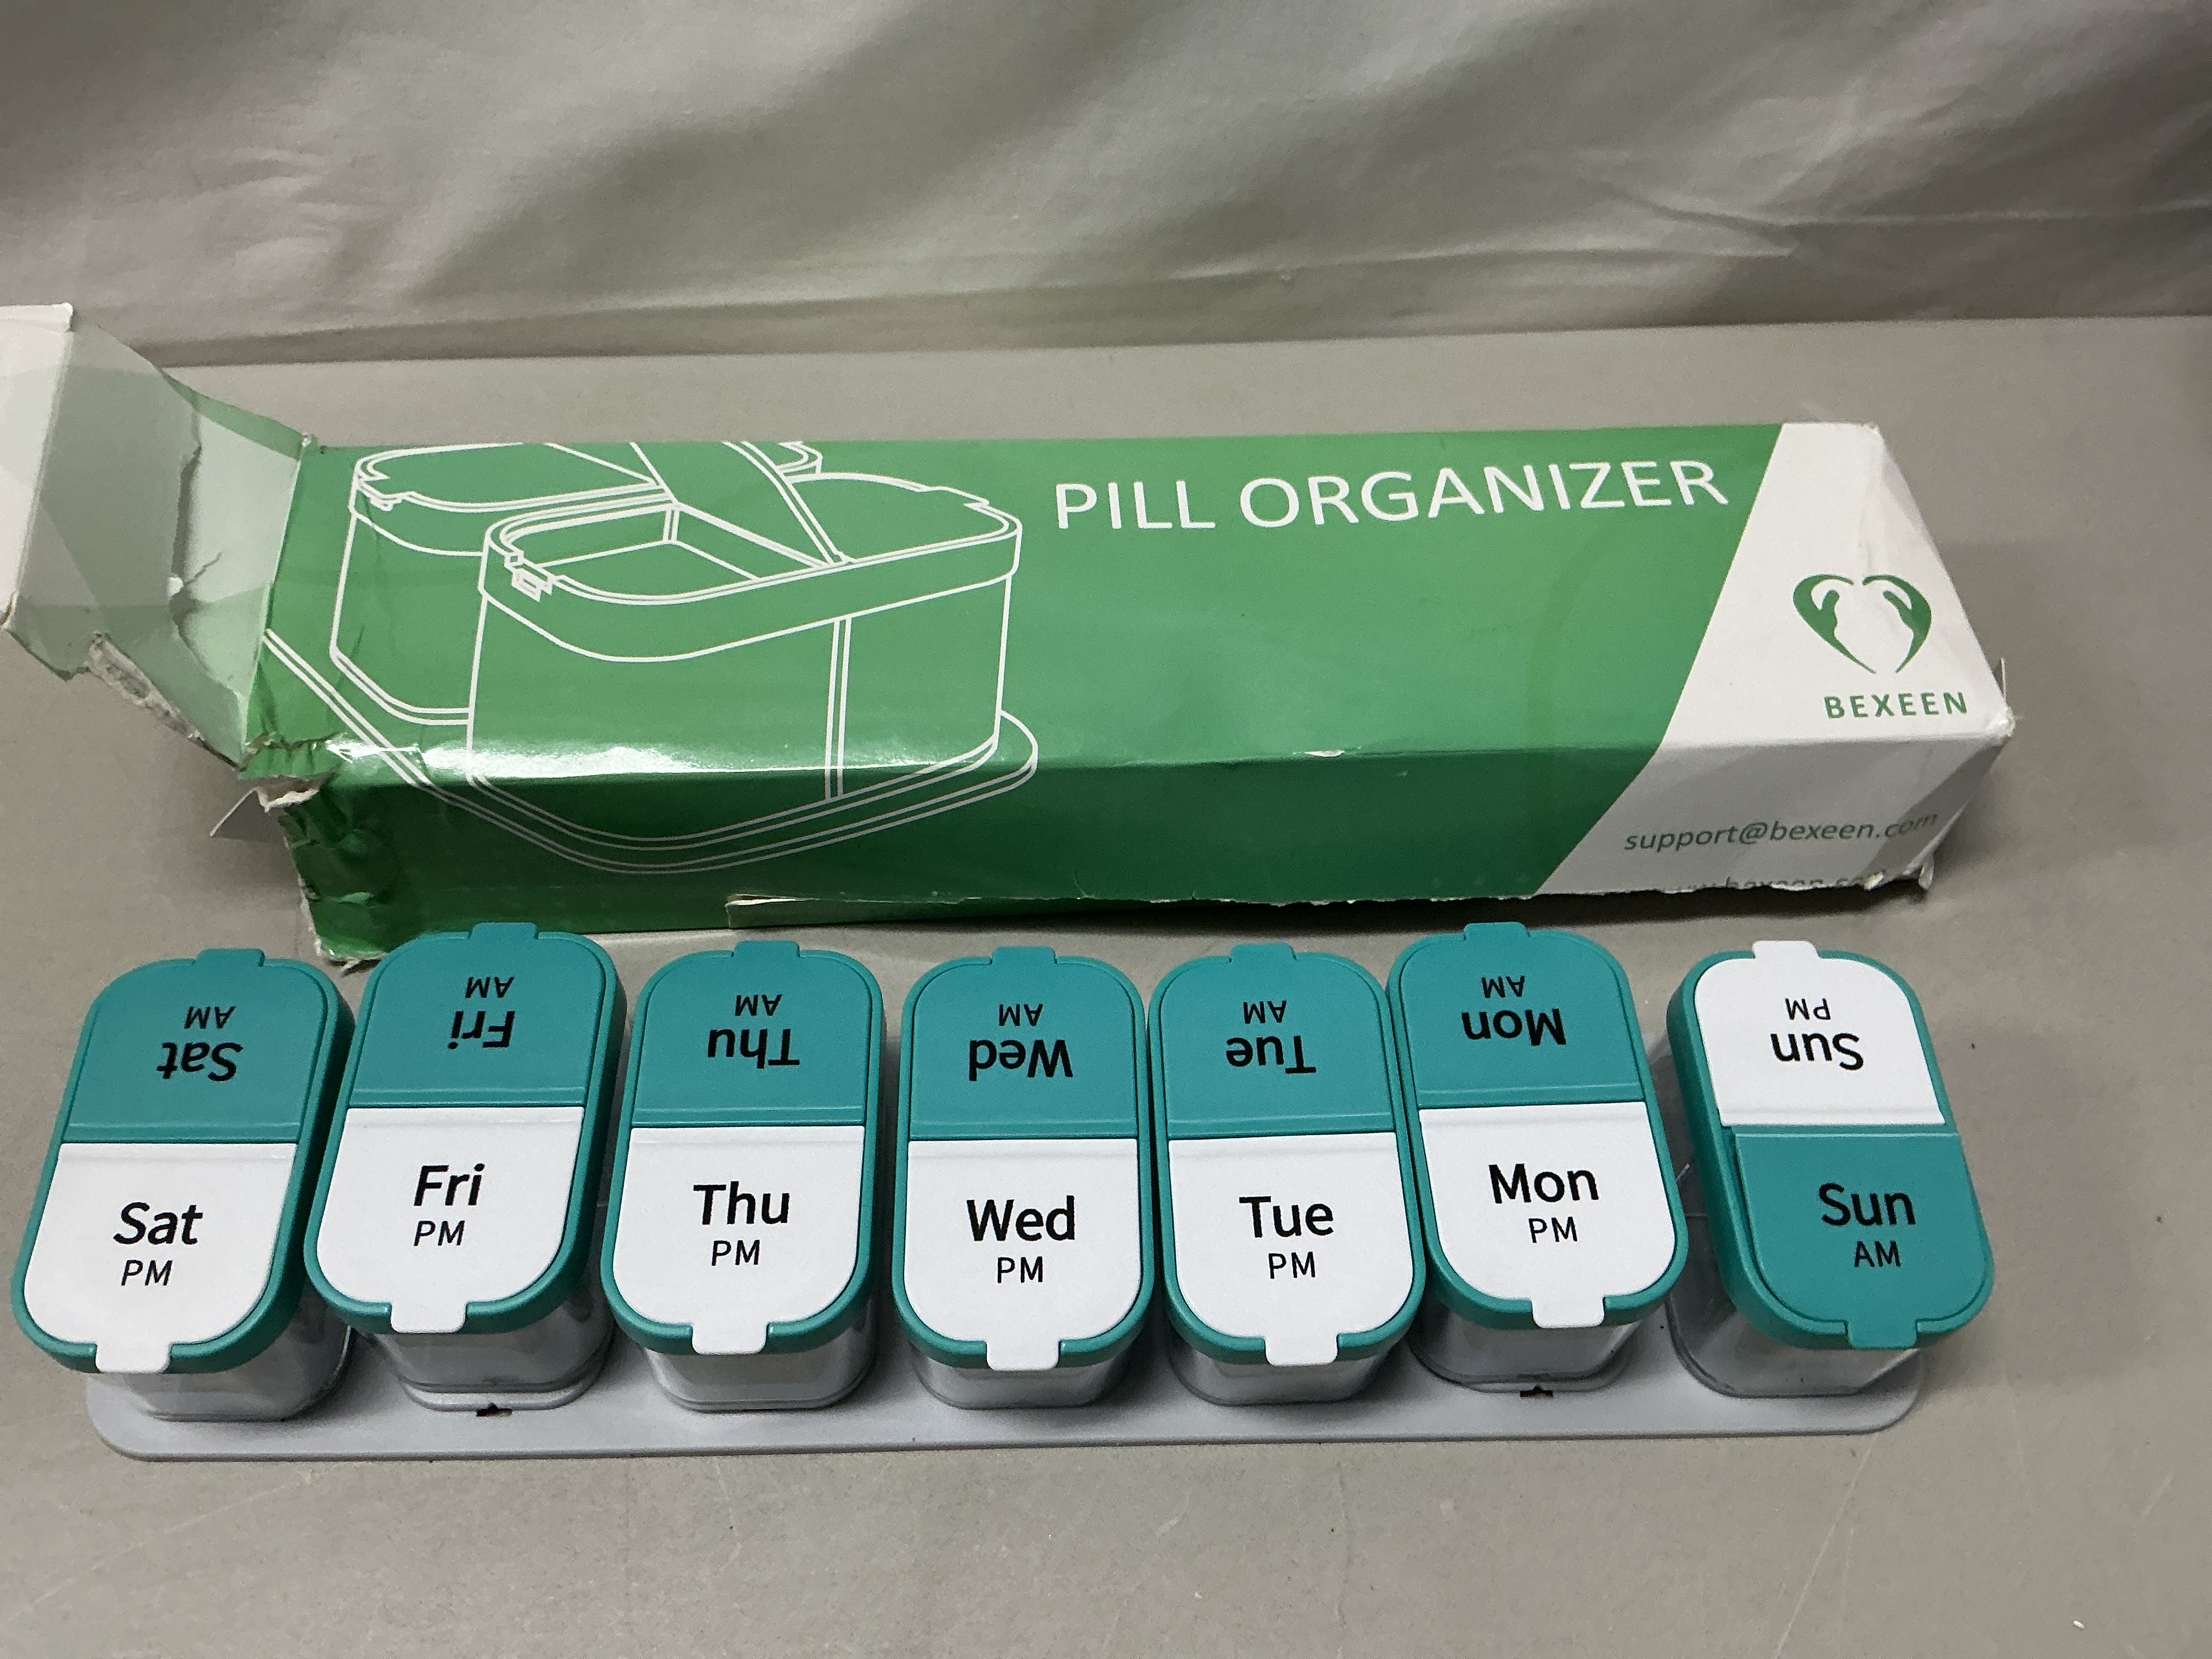 PILL ORGANIZER
BEXEEN
support@bexeen.com
Sat AM
Fri AM
Thu AM
Wed AM
Tue AM
Mon AM
Sun PM
Sat PM
Fri PM
Thu PM
Wed PM
Tue PM
Mon PM
Sun AM